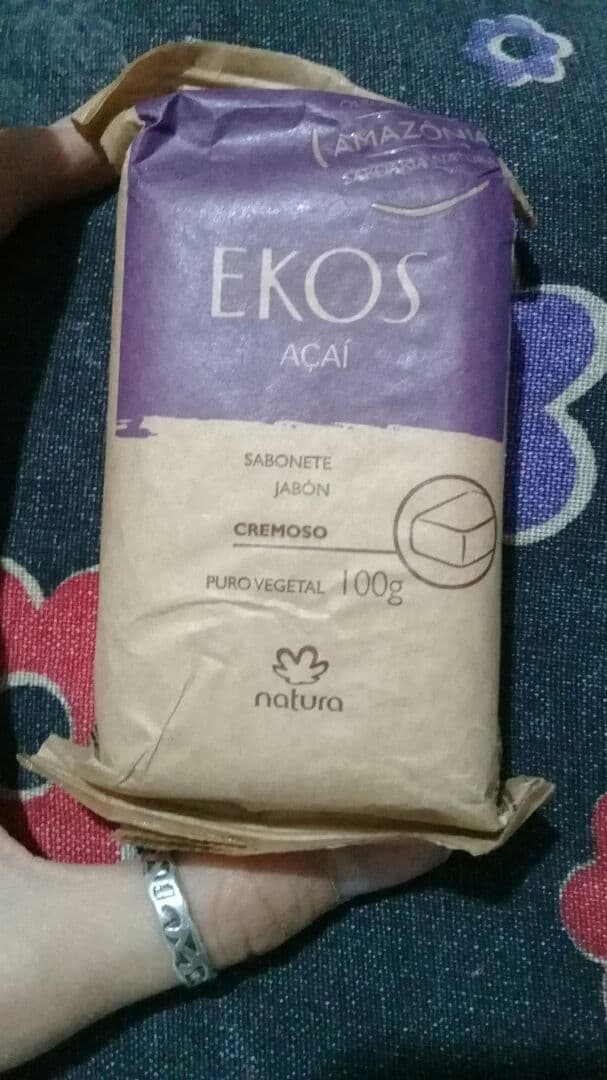 AMAZÔNIA
EKOS
AÇAÍ
SABONETE
JABÓN
CREMOSO
PURO VEGETAL 100g
natura